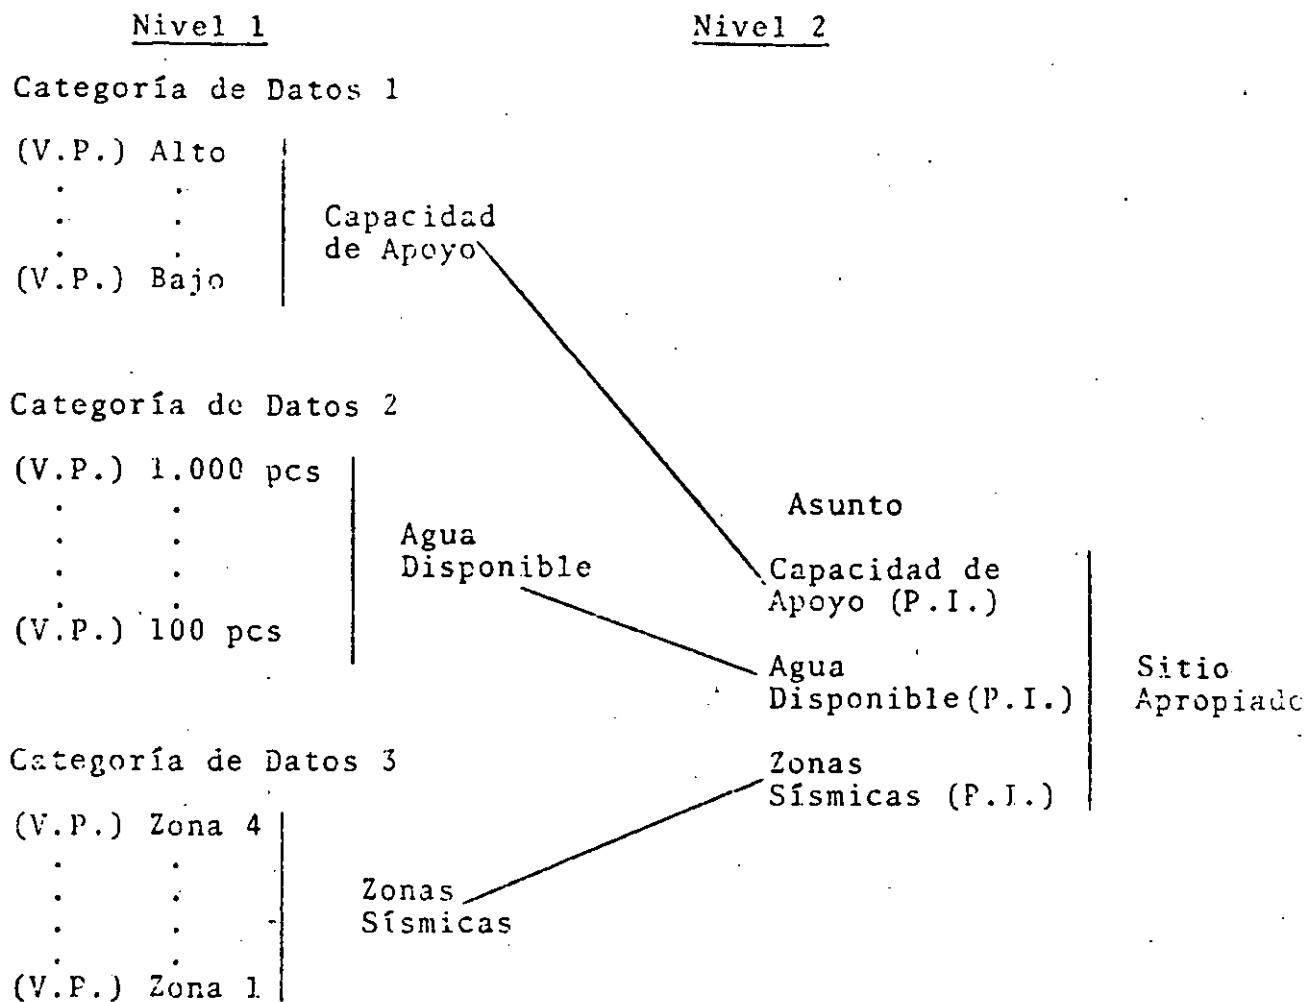 Nivel 1
Nivel 2
Categoría de Datos 1
(V.P.) Alto
(V.P.) Bajo
Capacidad
de Apoyo
Categoría de Datos 2
(V.P.) 1.000 pcs
(V.P.) 100 pcs
Agua
Disponible
Categoría de Datos 3
(V.P.) Zona 4
(V.P.) Zona 1
Zonas
Sísmicas
Asunto
Capacidad de
Apoyo (P.I.)
Agua
Disponible(P.I.)
Zonas
Sísmicas (P.I.)
Sitio
Apropiado